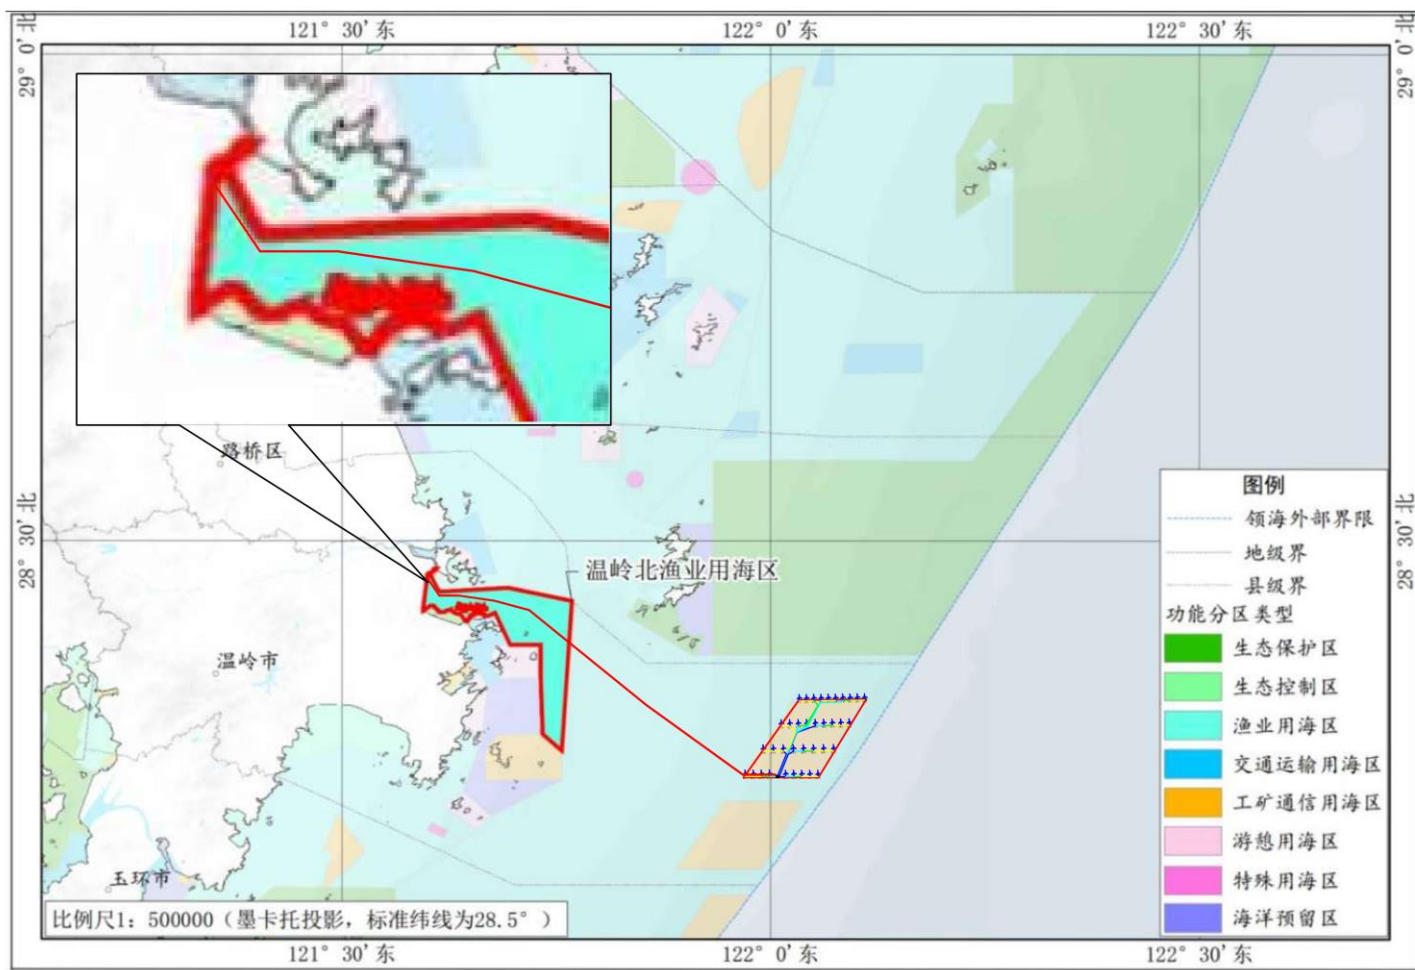 121° 30′东
122° 0′东
122° 30′东
29° 0′北
29° 0′北
路桥区
28° 30′北
28° 30′北
温岭北渔业用海区
温岭市
玉环市
图例
领海外部界限
地级界
县级界
功能分区类型
生态保护区
生态控制区
渔业用海区
交通运输用海区
工矿通信用海区
游憩用海区
特殊用海区
海洋预留区
比例尺1：500000（墨卡托投影，标准纬线为28.5°）
121° 30′东
122° 0′东
122° 30′东